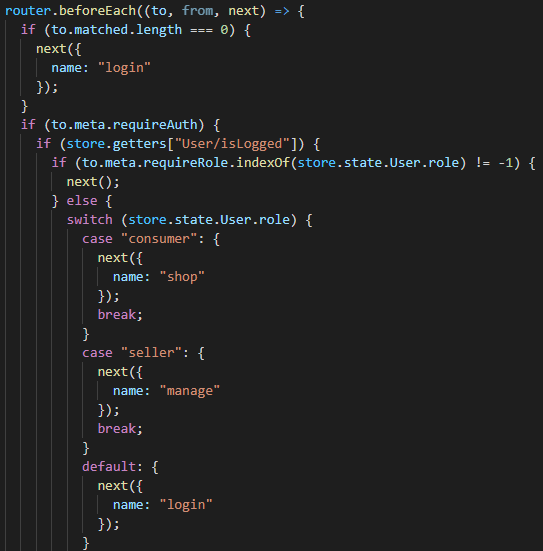 router.beforeEach((to, from, next) => {
  if (to.matched.length === 0) {
    next({
      name: "login"
    });
  }
  if (to.meta.requireAuth) {
    if (store.getters["User/isLogged"]) {
      if (to.meta.requireRole.indexOf(store.state.User.role) != -1) {
        next();
      } else {
        switch (store.state.User.role) {
          case "consumer": {
            next({
              name: "shop"
            });
            break;
          }
          case "seller": {
            next({
              name: "manage"
            });
            break;
          }
          default: {
            next({
              name: "login"
            });
          }